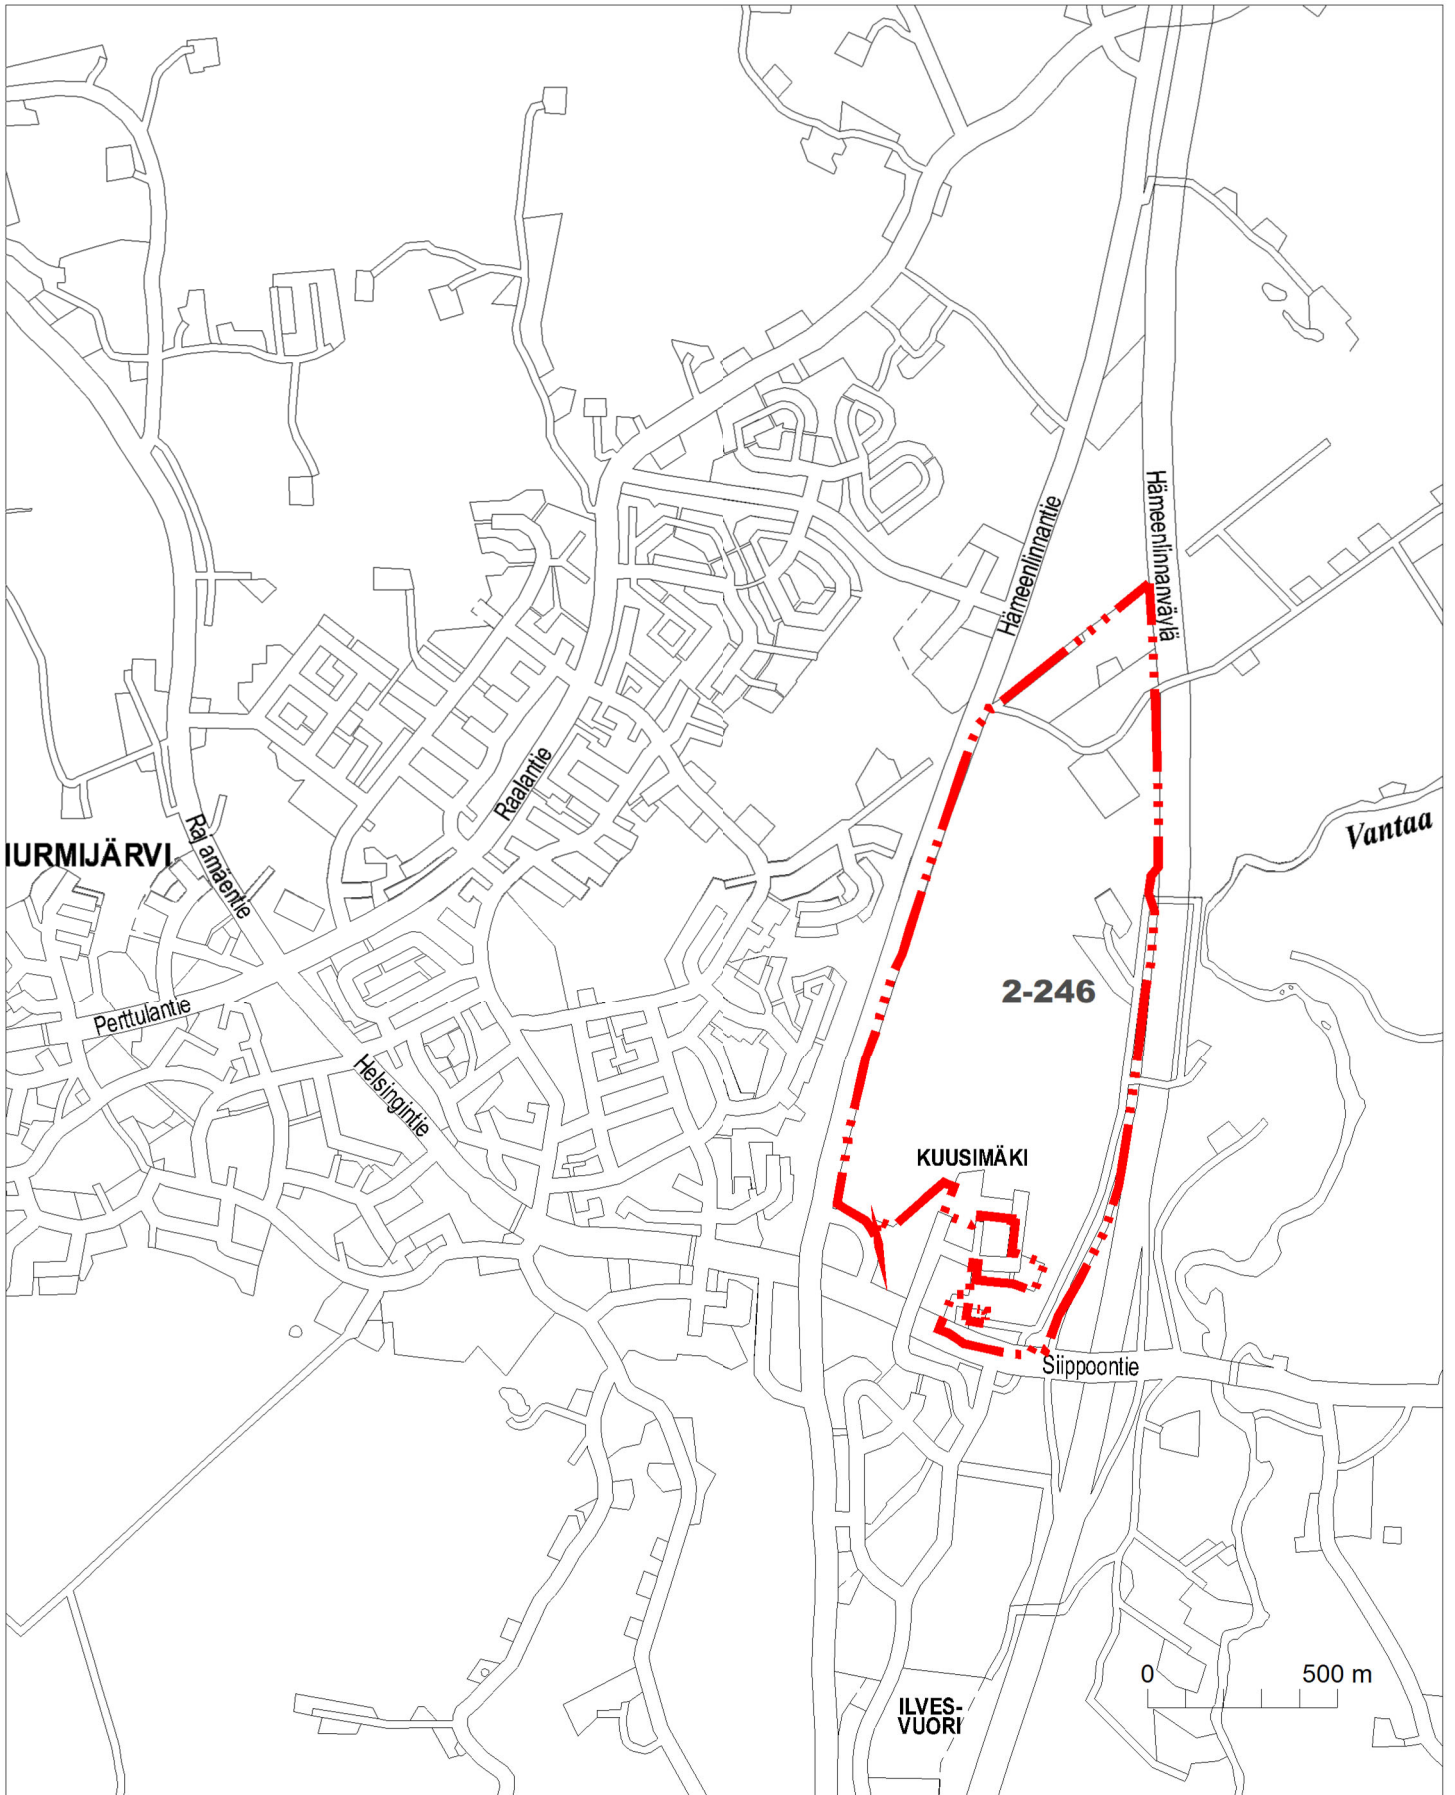 Hämeenlinnantie
Hämeenlinnanväylä
Raalantie
Vantaa
IURMIJÄRVI
Rajamäentie
2-246
Perttulantie
Helsingintie
KUUSIMÄKI
Siippoontie
0 500 m
ILVES-
VUORI